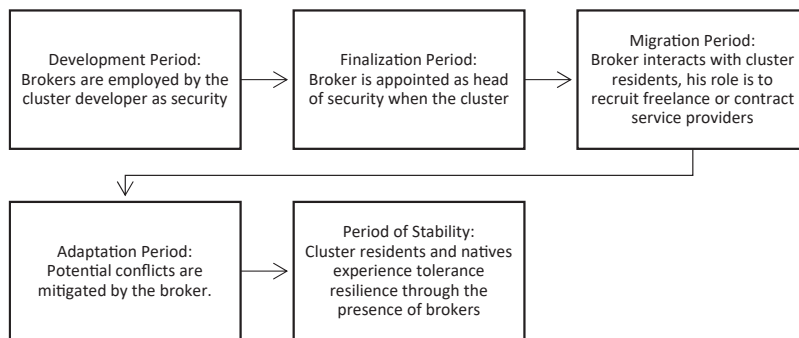 Development Period:
Brokers are employed by the
cluster developer as security
Finalization Period:
Broker is appointed as head
of security when the cluster
Migration Period:
Broker interacts with cluster
residents, his role is to
recruit freelance or contract
service providers
Adaptation Period:
Potential conflicts are
mitigated by the broker.
Period of Stability:
Cluster residents and natives
experience tolerance
resilience through the
presence of brokers